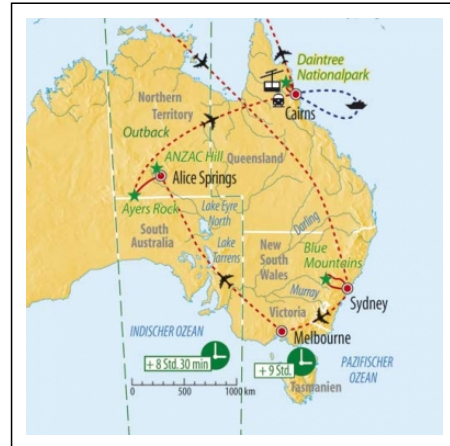 Daintree
Nationalpark
Cairns
Northern
Territory
Outback
Queensland
ANZAC Hill
Alice Springs
Ayers Rock
Lake Eyre
North
South
Australia
Darling
Lake
Tarrens
New
South
Wales
Blue
Mountains
Murray
Sydney
Victoria
Melbourne
INDISCHER OZEAN
PAZIFISCHER
OZEAN
+ 8 Std. 30 min
+ 9 Std.
Tasmanien
0
500
1000 km